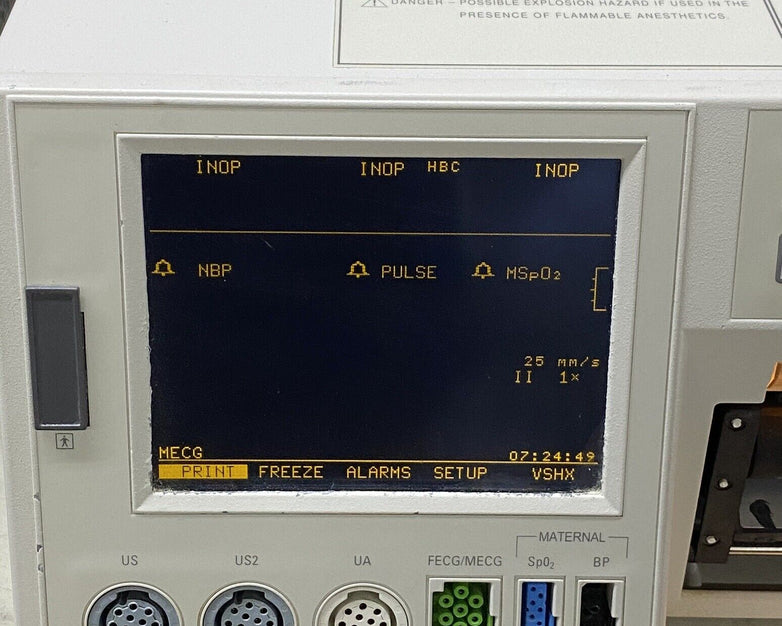 DANGER – POSSIBLE EXPLOSION HAZARD IF USED IN THE
PRESENCE OF FLAMMABLE ANESTHETICS.
INOP INOP HBC INOP
NBP PULSE MSpO₂
25 mm/s
II 1×
MECG 07:24:49
PRINT FREEZE ALARMS SETUP VSHX
MATERNAL
US US2 UA FECG/MECG SpO₂ BP